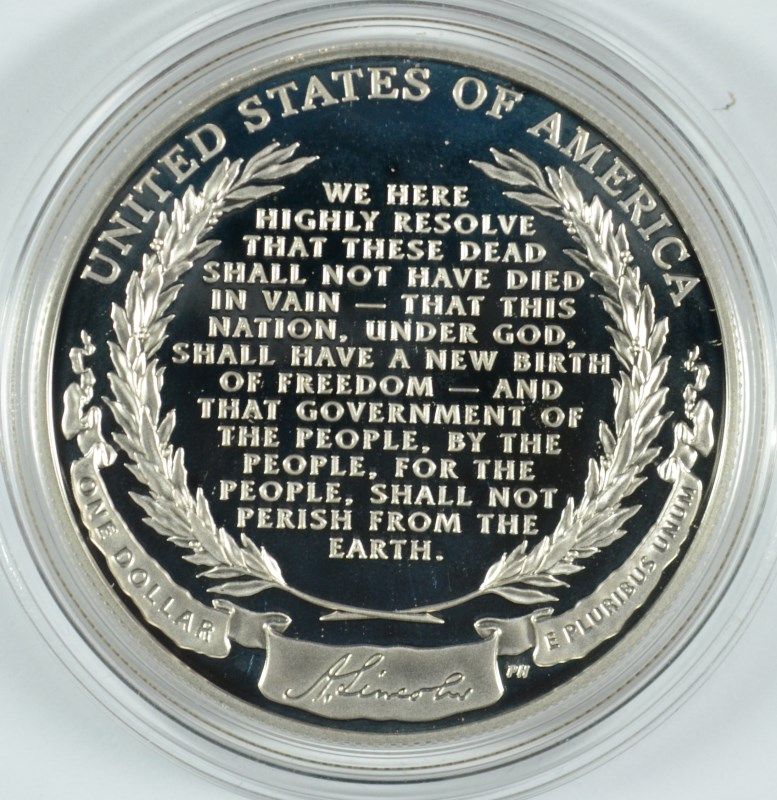 UNITED STATES OF AMERICA
WE HERE
HIGHLY RESOLVE
THAT THESE DEAD
SHALL NOT HAVE DIED
IN VAIN — THAT THIS
NATION, UNDER GOD,
SHALL HAVE A NEW BIRTH
OF FREEDOM — AND
THAT GOVERNMENT OF
THE PEOPLE, BY THE
PEOPLE, FOR THE
PEOPLE, SHALL NOT
PERISH FROM THE
EARTH.
ONE DOLLAR
A. Lincoln
PH
E PLURIBUS UNUM